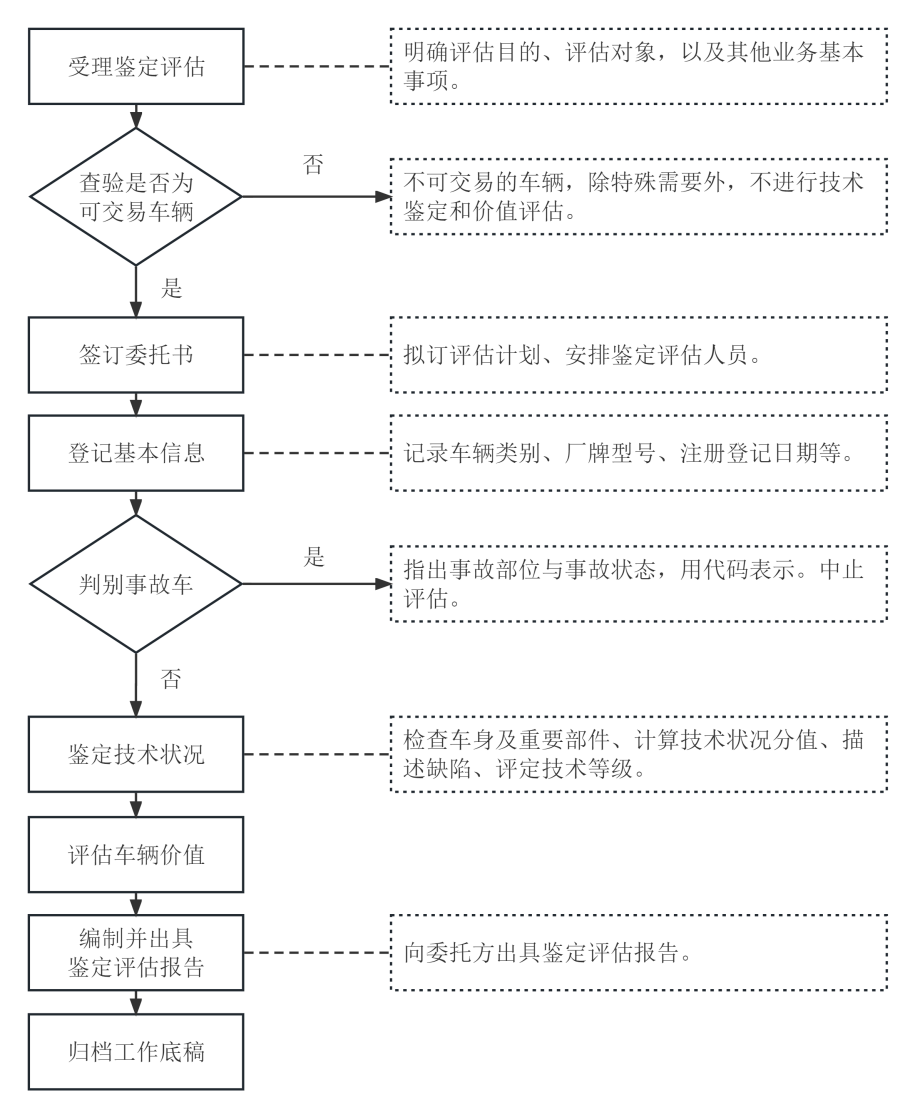 受理鉴定评估
明确评估目的、评估对象，以及其他业务基本
事项。
查验是否为
可交易车辆
否
不可交易的车辆，除特殊需要外，不进行技术
鉴定和价值评估。
是
签订委托书
拟订评估计划、安排鉴定评估人员。
登记基本信息
记录车辆类别、厂牌型号、注册登记日期等。
判别事故车
是
指出事故部位与事故状态，用代码表示。中止
评估。
否
鉴定技术状况
检查车身及重要部件、计算技术状况分值、描
述缺陷、评定技术等级。
评估车辆价值
编制并出具
鉴定评估报告
向委托方出具鉴定评估报告。
归档工作底稿